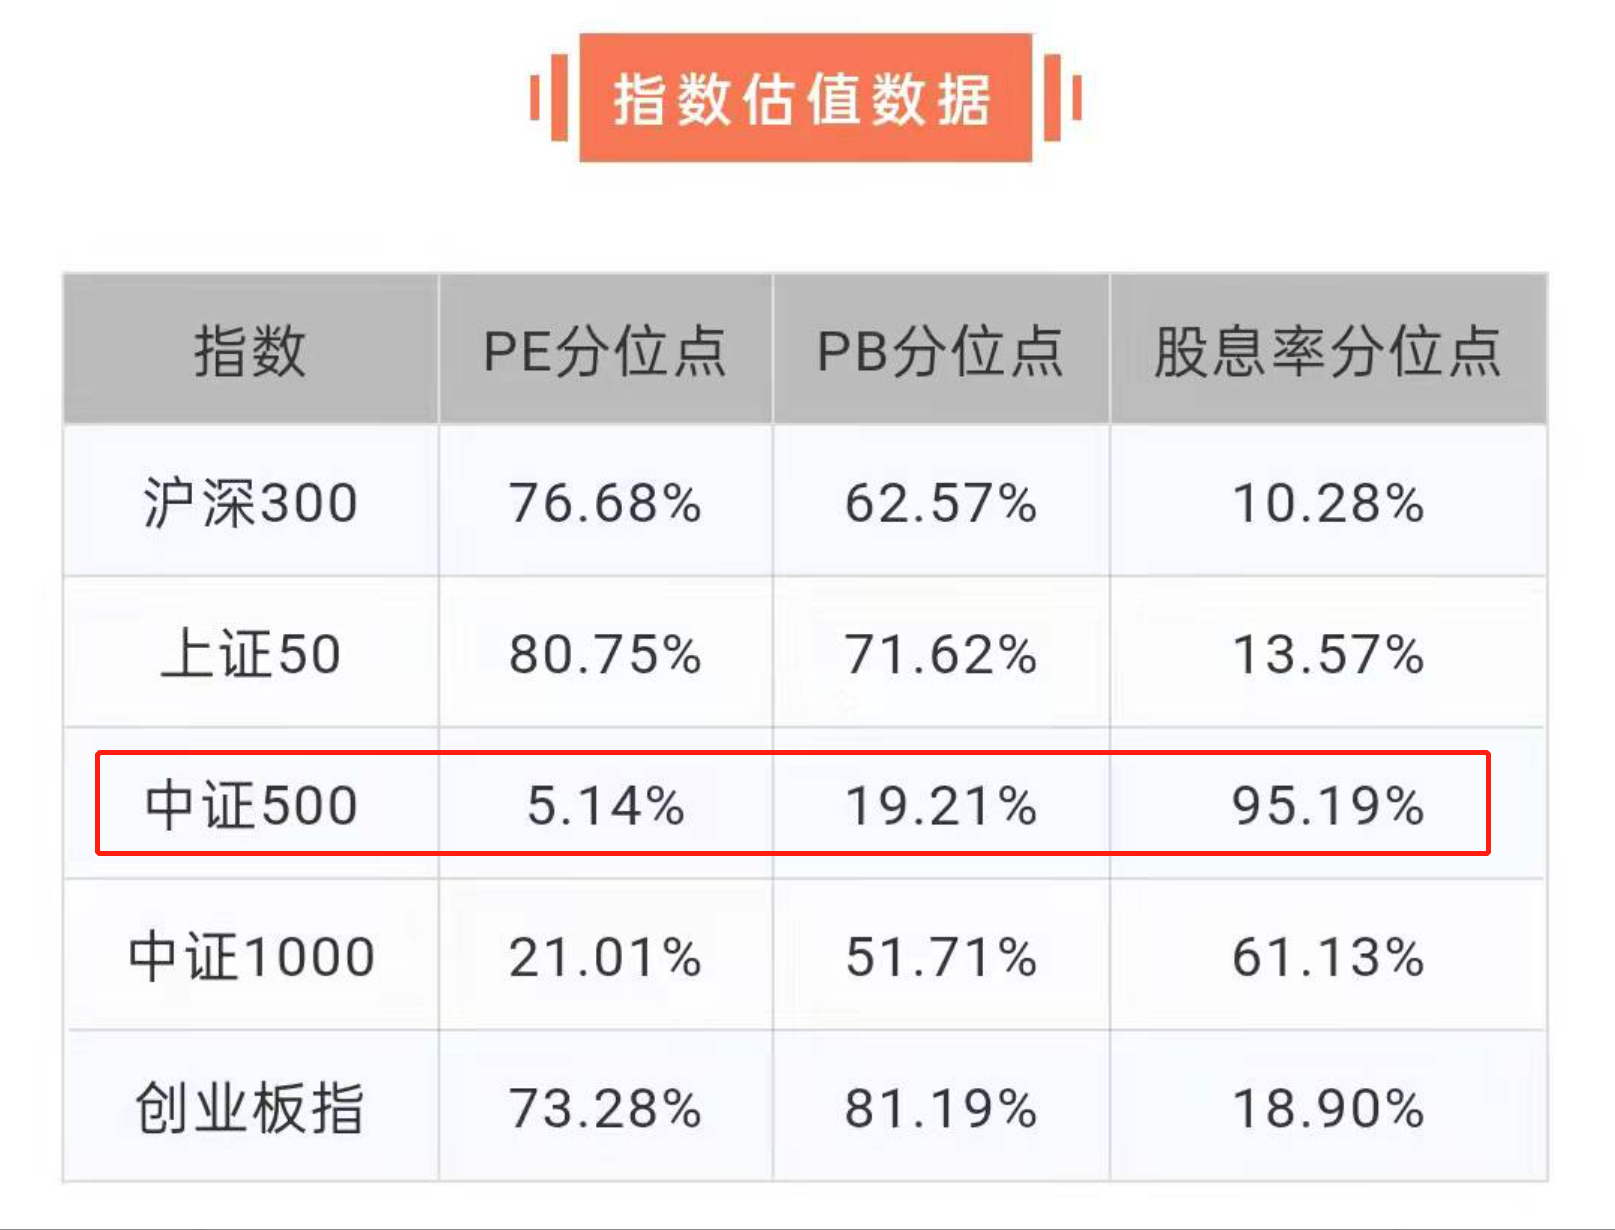 指数估值数据
指数 PE分位点 PB分位点 股息率分位点
沪深300 76.68% 62.57% 10.28%
上证50 80.75% 71.62% 13.57%
中证500 5.14% 19.21% 95.19%
中证1000 21.01% 51.71% 61.13%
创业板指 73.28% 81.19% 18.90%